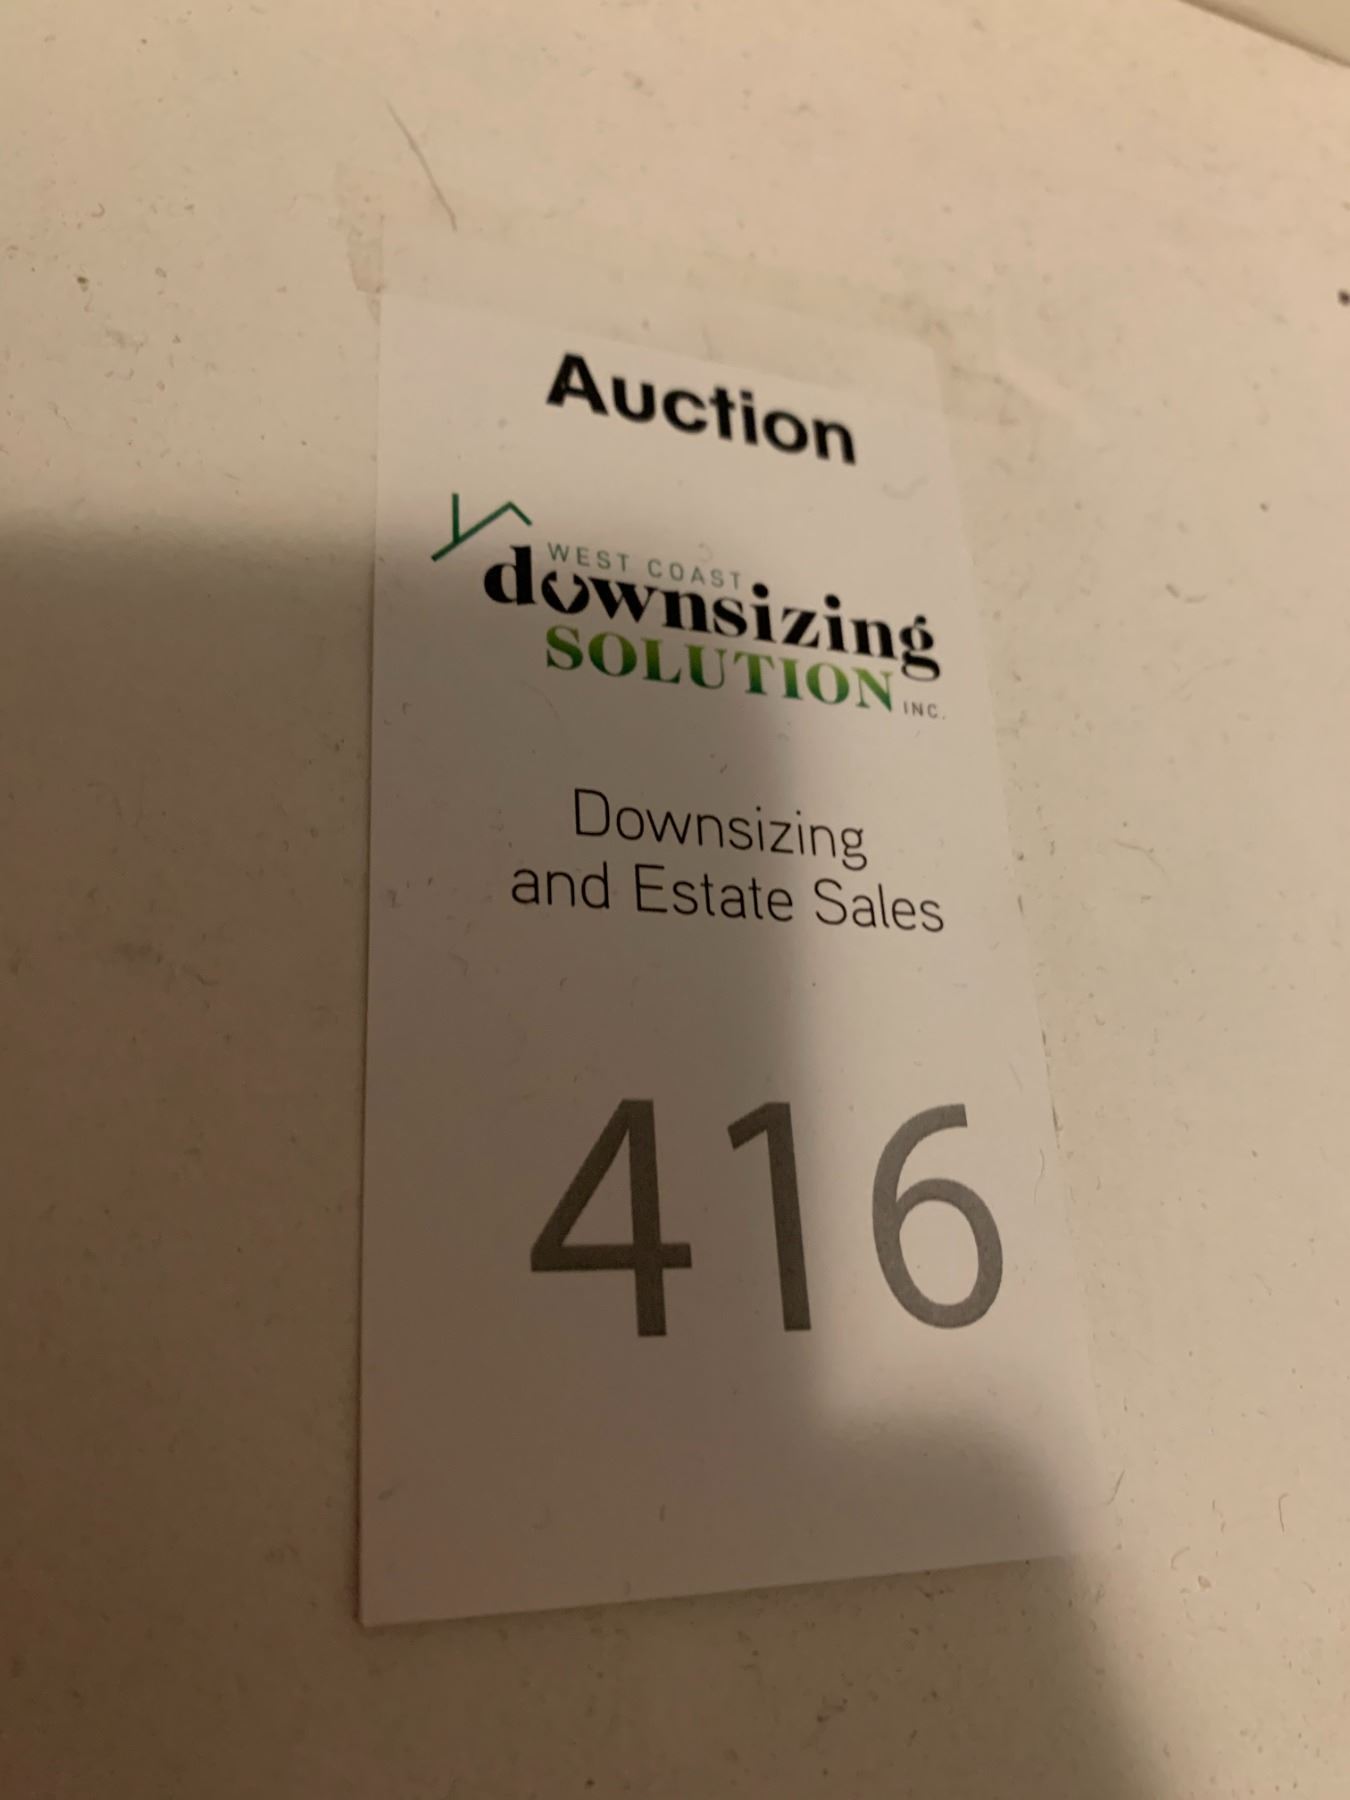 Auction
WEST COAST
downsizing
SOLUTION INC.
Downsizing
and Estate Sales
416